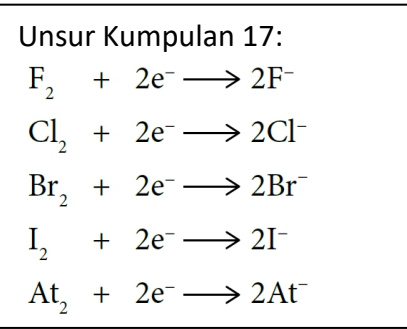 Unsur Kumpulan 17:
F₂ + 2e⁻ ⟶ 2F⁻
Cl₂ + 2e⁻ ⟶ 2Cl⁻
Br₂ + 2e⁻ ⟶ 2Br⁻
I₂ + 2e⁻ ⟶ 2I⁻
At₂ + 2e⁻ ⟶ 2At⁻